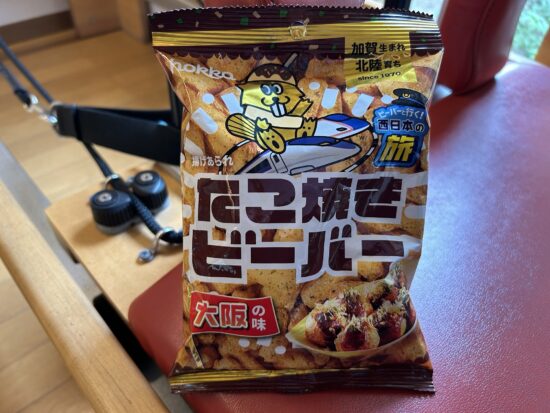 hokka
加賀生まれ
北陸育ち
since 1970
ビーバーと行く!
西日本の
旅
揚げあられ
たこ焼き
ビーバー
大阪の味